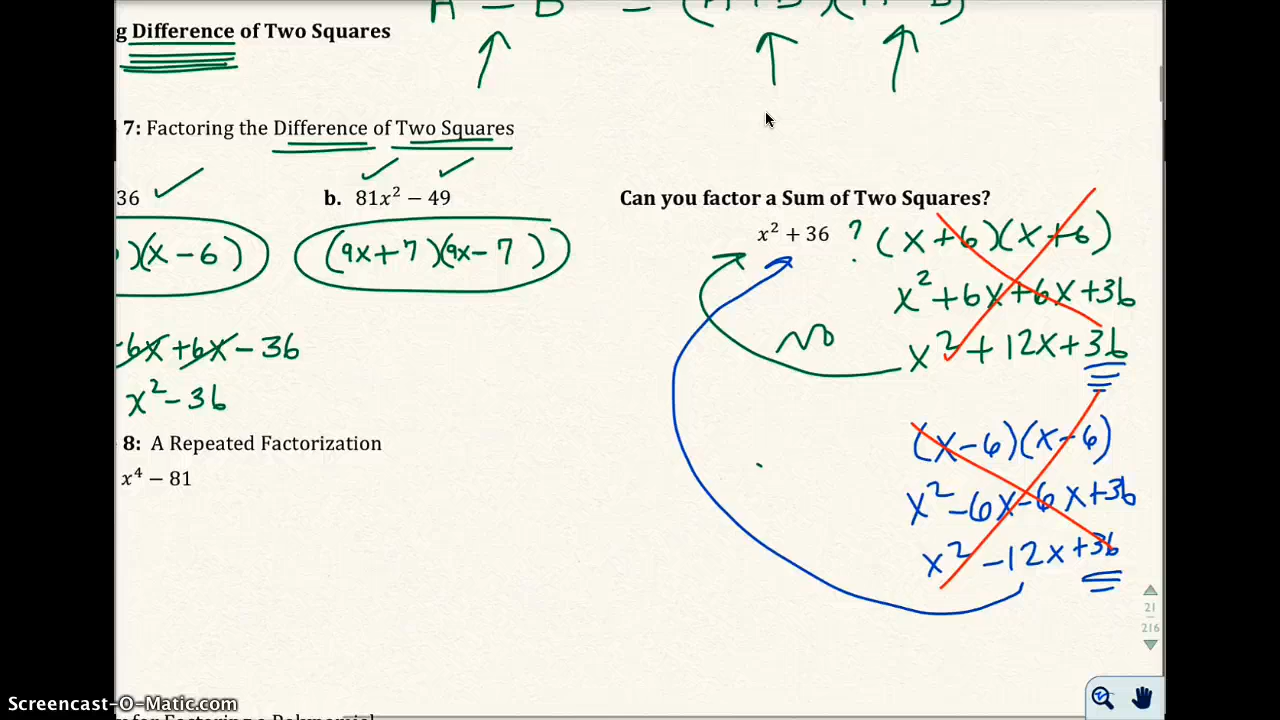 A – B = (A+B)(A – B)
g Difference of Two Squares
7: Factoring the Difference of Two Squares
36
b. 81x² − 49
)(x – 6)
(9x+7)(9x – 7)
-6x +6x – 36
x² – 36
8: A Repeated Factorization
x⁴ − 81
Can you factor a Sum of Two Squares?
x² + 36 ? (x+6)(x+6)
x²+6x+6x+36
NO
x²+12x+36
(x–6)(x–6)
x²–6x–6x+36
x²–12x+36
21
216
y for Factoring a Polynomial
Screencast-O-Matic.com